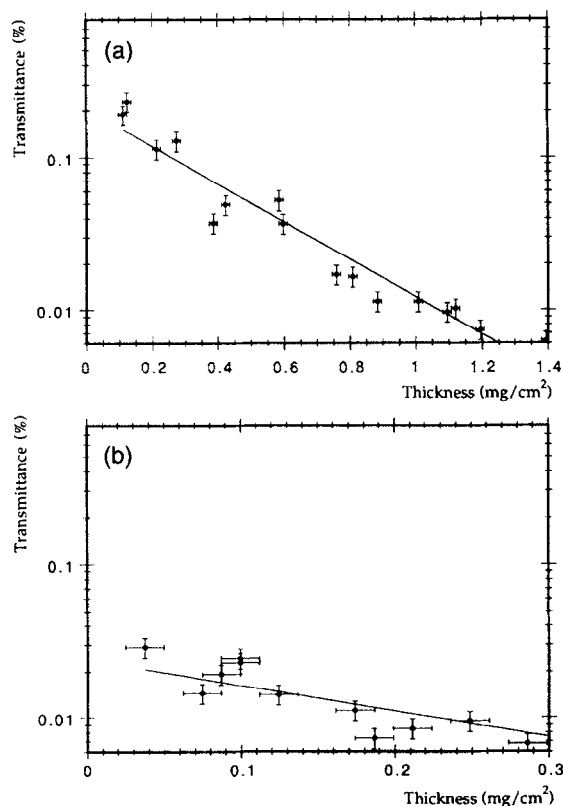 (a)
Transmittance (%)
0.1
0.01
0 0.2 0.4 0.6 0.8 1.0 1.2 1.4
Thickness (mg/cm²)
(b)
Transmittance (%)
0.1
0.01
0 0.1 0.2 0.3
Thickness (mg/cm²)